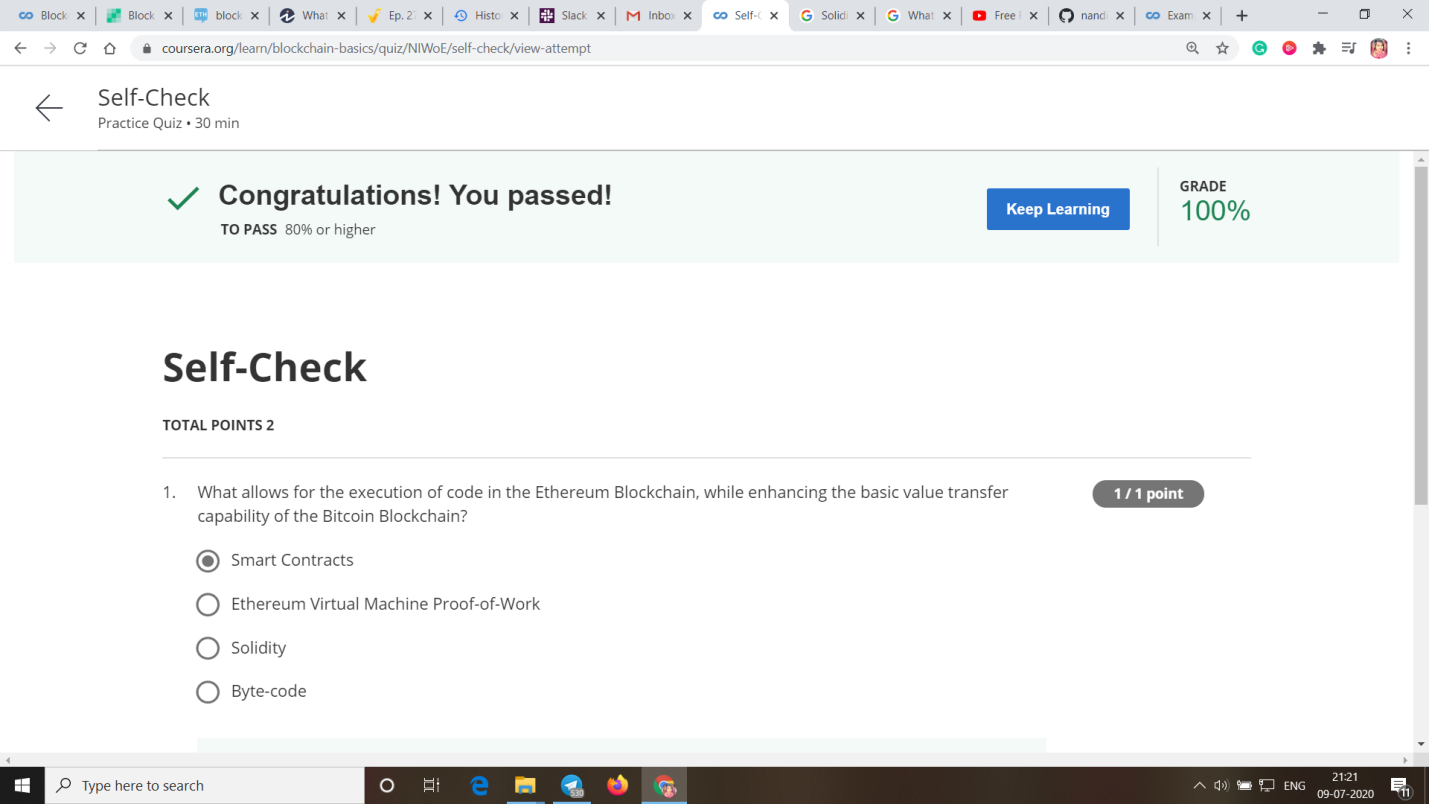 Block
Block
ETH block
What
Ep. 2
Histo
Slack
Inbox
Self-C
Solidi
What
Free
nandi
Exam
coursera.org/learn/blockchain-basics/quiz/NIWoE/self-check/view-attempt
Self-Check
Practice Quiz • 30 min
Congratulations! You passed!
TO PASS 80% or higher
Keep Learning
GRADE
100%
Self-Check
TOTAL POINTS 2
1. What allows for the execution of code in the Ethereum Blockchain, while enhancing the basic value transfer
capability of the Bitcoin Blockchain?
1 / 1 point
Smart Contracts
Ethereum Virtual Machine Proof-of-Work
Solidity
Byte-code
Type here to search
530
ENG
21:21
09-07-2020
11